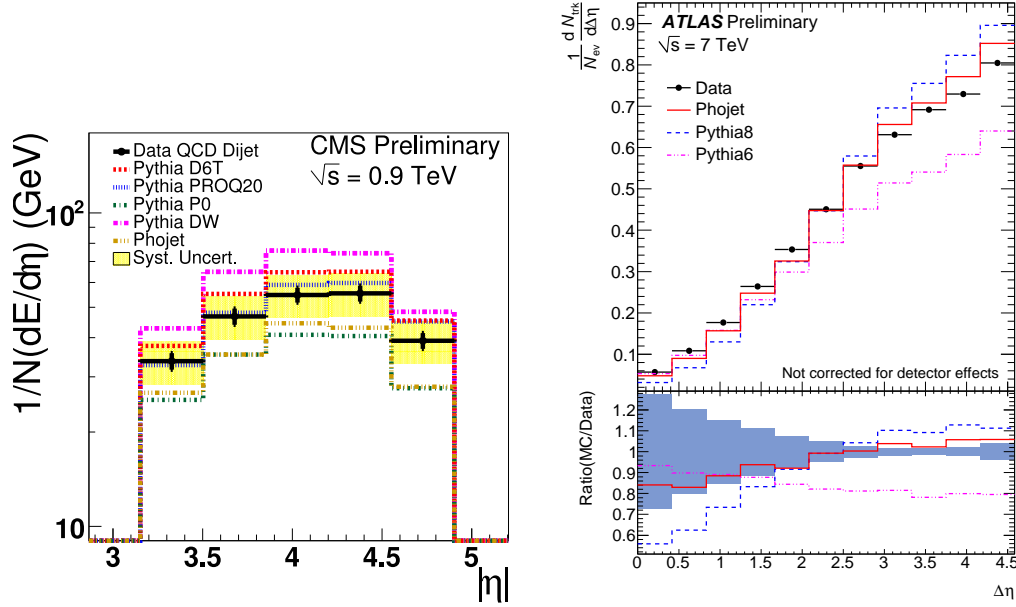 CMS Preliminary
√s = 0.9 TeV
Data QCD Dijet
Pythia D6T
Pythia PROQ20
Pythia P0
Pythia DW
Phojet
Syst. Uncert.
1/N(dE/dη) (GeV)
10²
10
3 3.5 4 4.5 5
|η|
ATLAS Preliminary
√s = 7 TeV
1/N_ev d N_trk/dΔη
Data
Phojet
Pythia8
Pythia6
0.9
0.8
0.7
0.6
0.5
0.4
0.3
0.2
0.1
Not corrected for detector effects
Ratio(MC/Data)
1.2
1.1
1
0.9
0.8
0.7
0.6
0 0.5 1 1.5 2 2.5 3 3.5 4 4.5
Δη